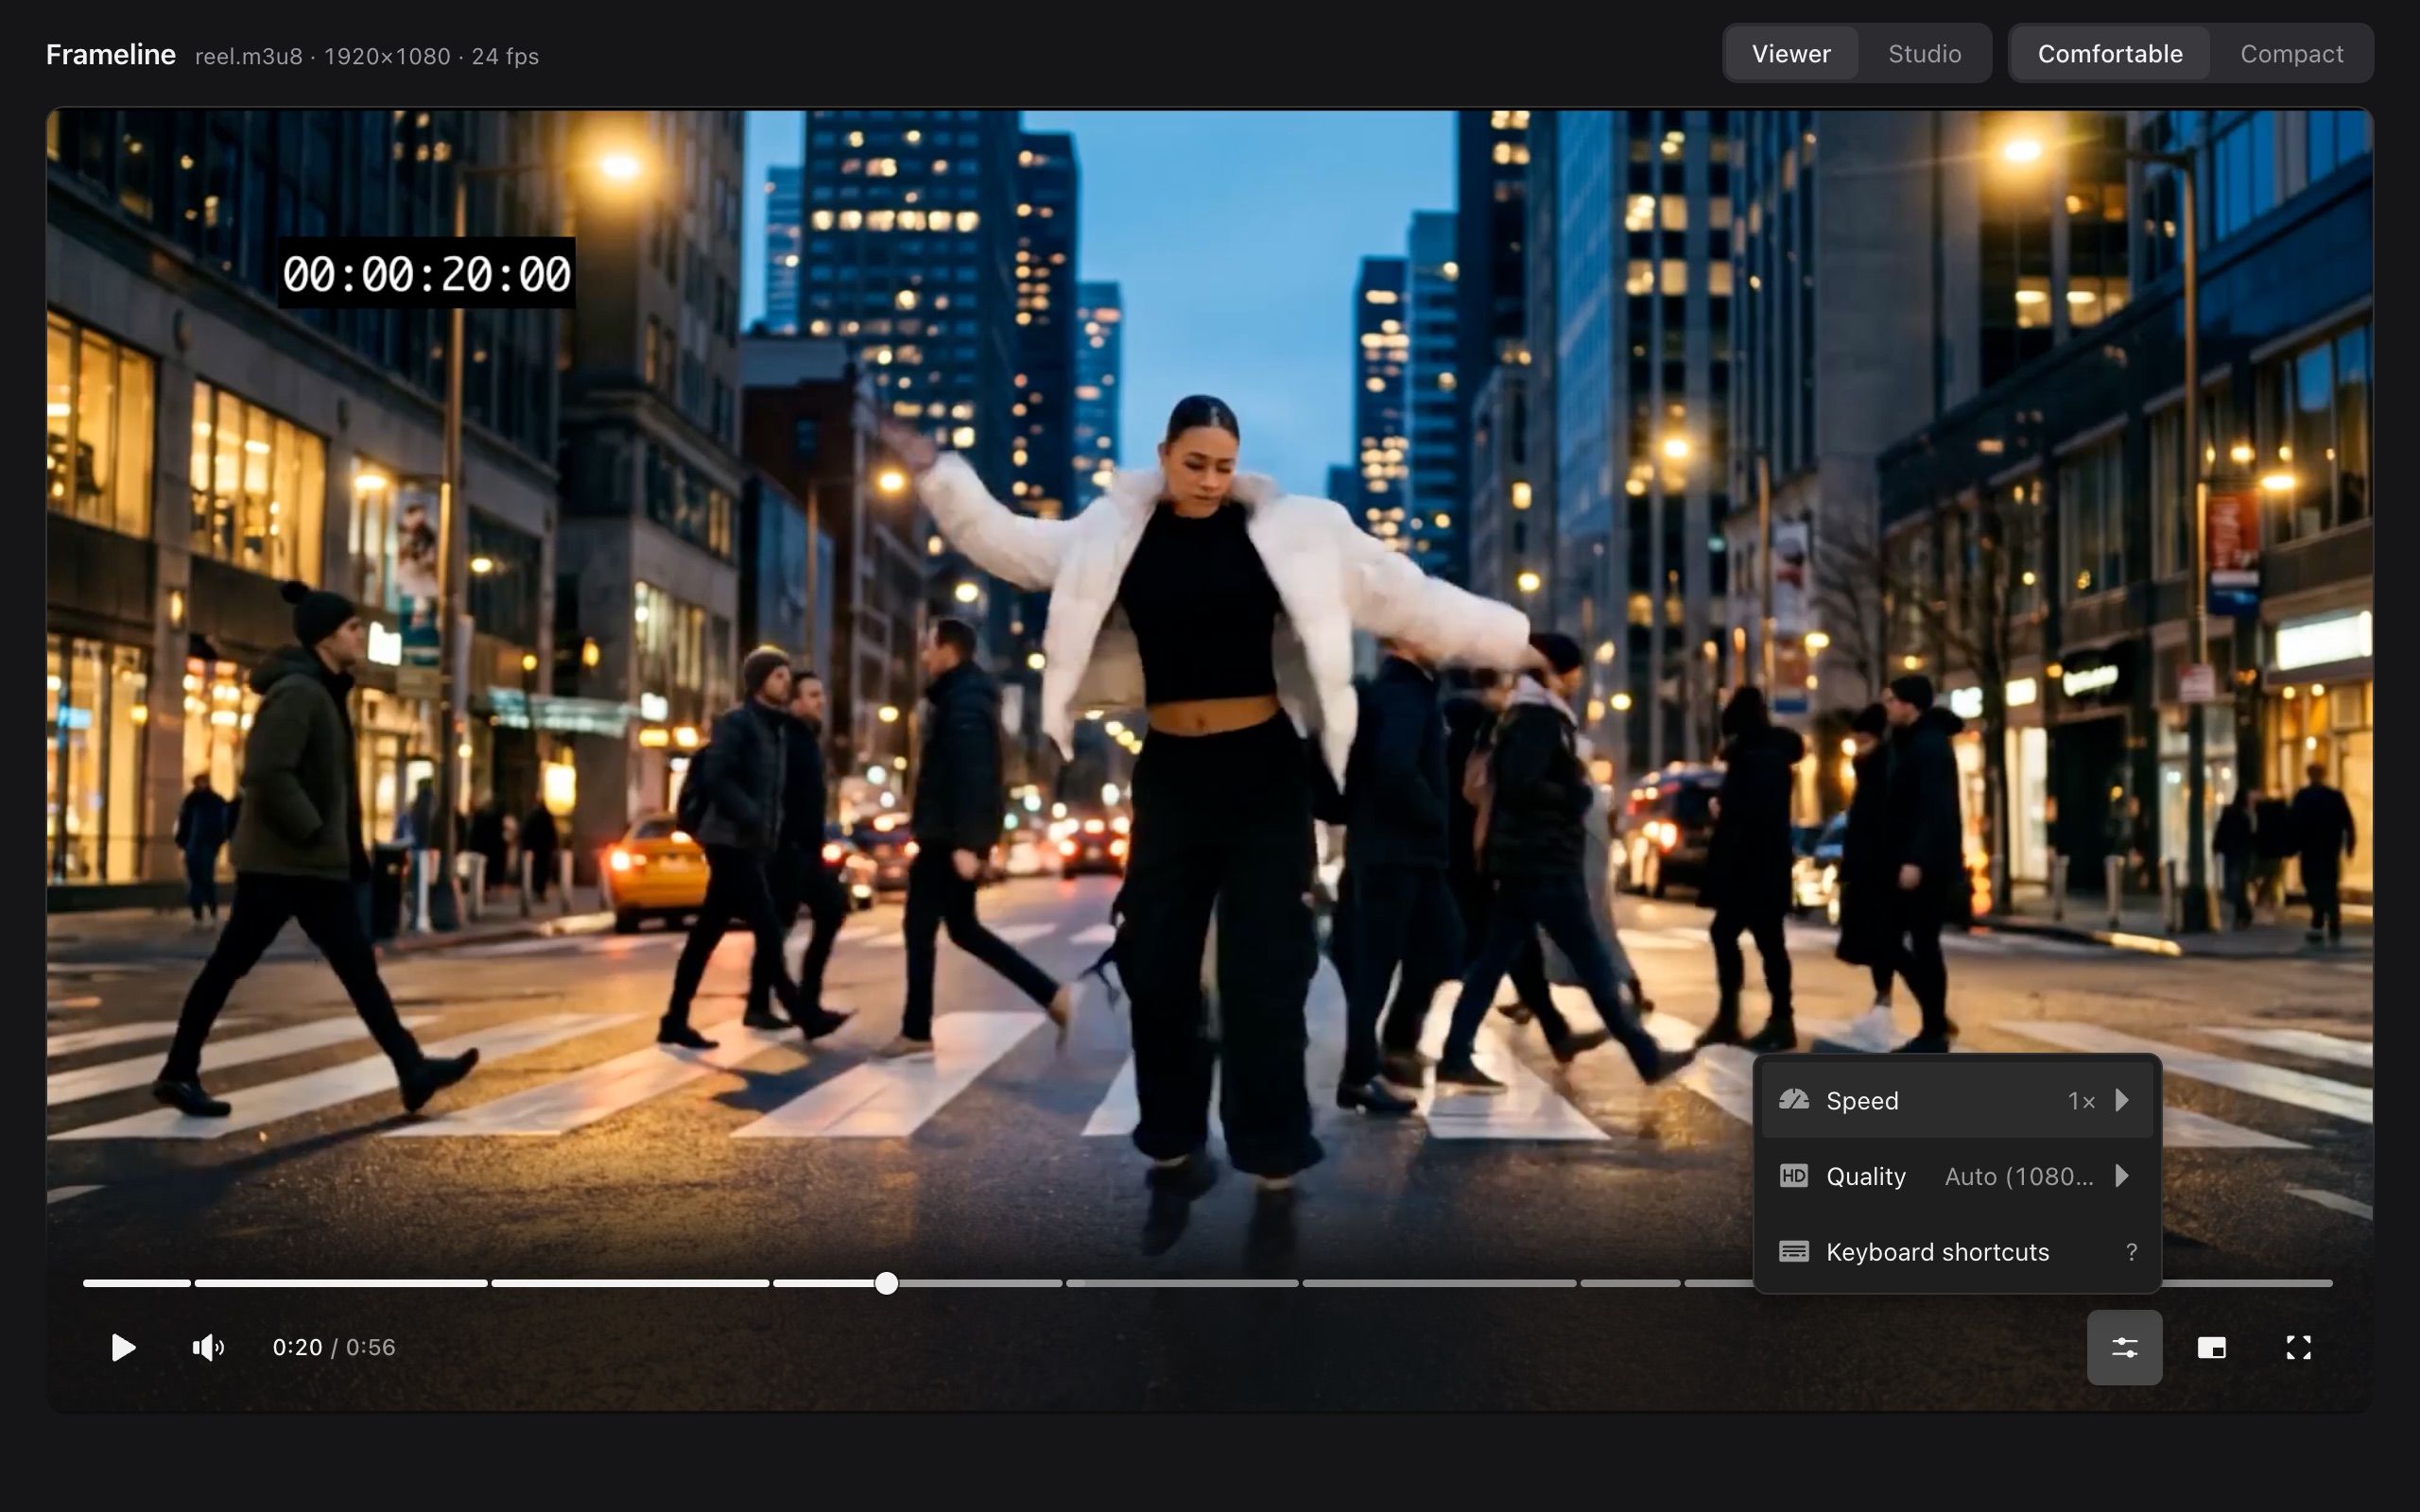 Frameline reel.m3u8 · 1920×1080 · 24 fps
Viewer Studio Comfortable Compact
00:00:20:00
Speed 1×
HD Quality Auto (1080...
Keyboard shortcuts ?
0:20 / 0:56